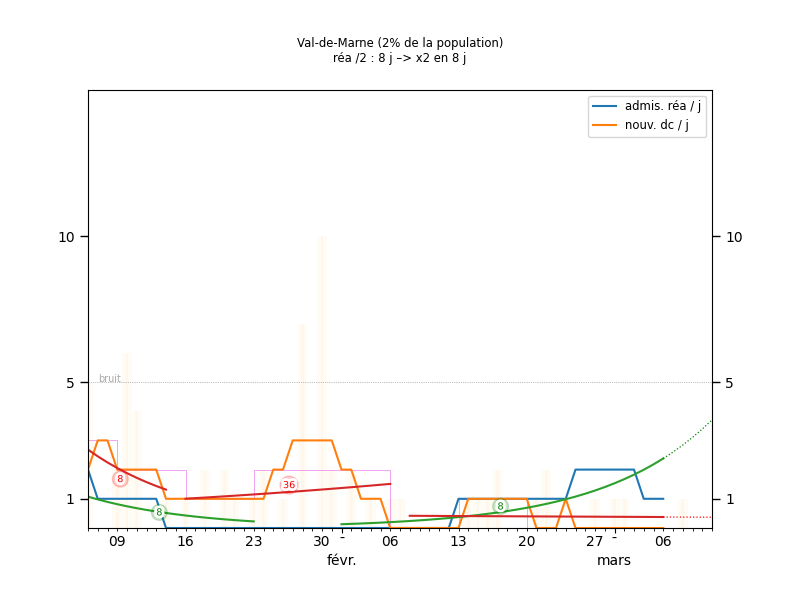 Val-de-Marne (2% de la population)
réa /2 : 8 j –> x2 en 8 j
admis. réa / j
nouv. dc / j
10
10
bruit
5
5
8
36
8
8
1
1
09 16 23 30 - 06 13 20 27 - 06
févr. mars